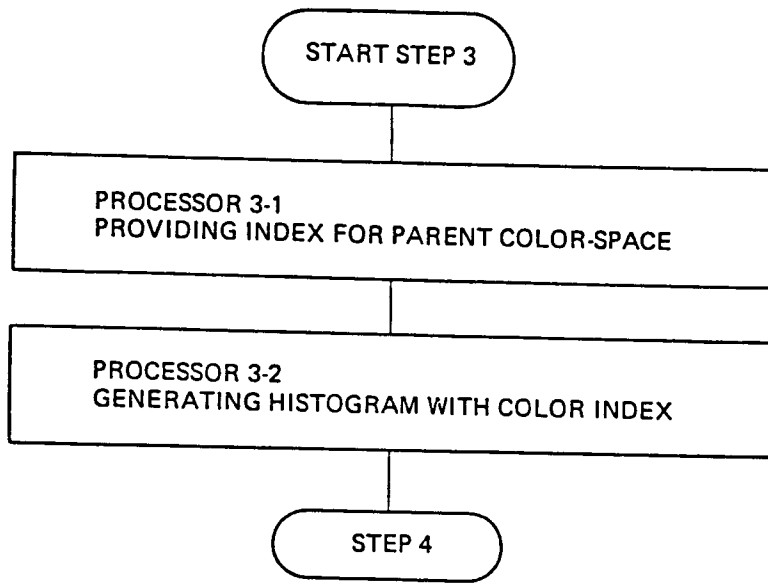 START STEP 3
PROCESSOR 3-1
PROVIDING INDEX FOR PARENT COLOR-SPACE
PROCESSOR 3-2
GENERATING HISTOGRAM WITH COLOR INDEX
STEP 4